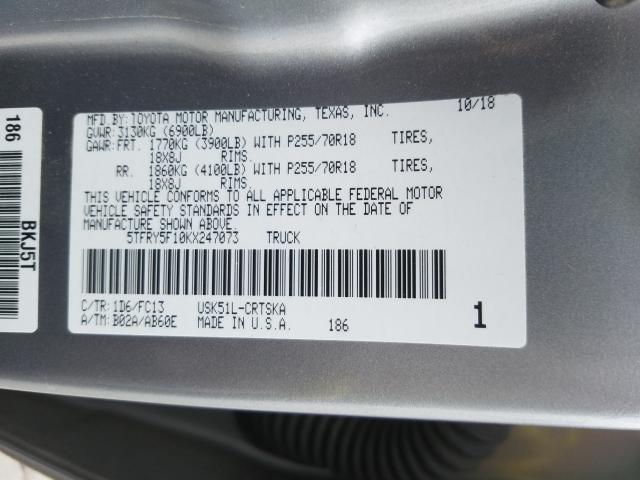 MFD.BY:TOYOTA MOTOR MANUFACTURING, TEXAS, INC. 10/18
GVWR:3130KG (6900LB)
GAWR:FRT. 1770KG (3900LB) WITH P255/70R18 TIRES,
18X8J RIMS.
RR. 1860KG (4100LB) WITH P255/70R18 TIRES,
18X8J RIMS.
THIS VEHICLE CONFORMS TO ALL APPLICABLE FEDERAL MOTOR
VEHICLE SAFETY STANDARDS IN EFFECT ON THE DATE OF
MANUFACTURE SHOWN ABOVE.
5TFRY5F10KX247073 TRUCK
C/TR:1D6/FC13 USK51L-CRTSKA
A/TM:B02A/AB60E MADE IN U.S.A. 186 1
186 BKJ5T